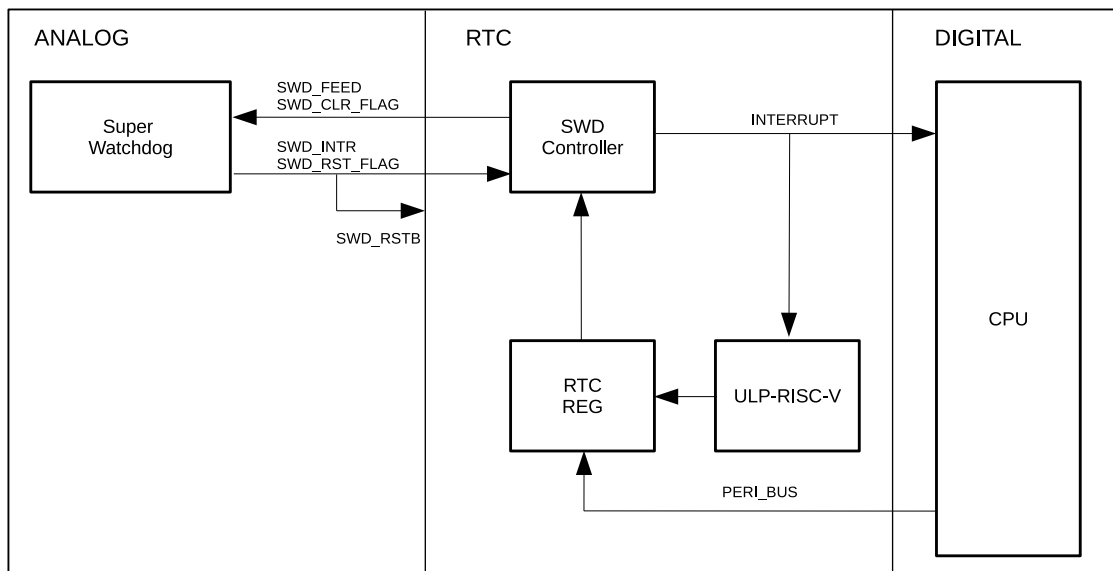 ANALOG
RTC
DIGITAL
SWD_FEED
SWD_CLR_FLAG
Super
Watchdog
SWD_INTR
SWD_RST_FLAG
SWD_RSTB
SWD
Controller
INTERRUPT
CPU
RTC
REG
ULP-RISC-V
PERI_BUS